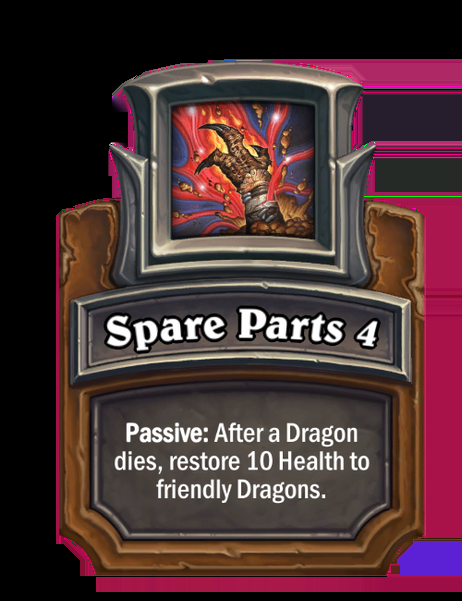 Spare Parts 4
Passive: After a Dragon
dies, restore 10 Health to
friendly Dragons.